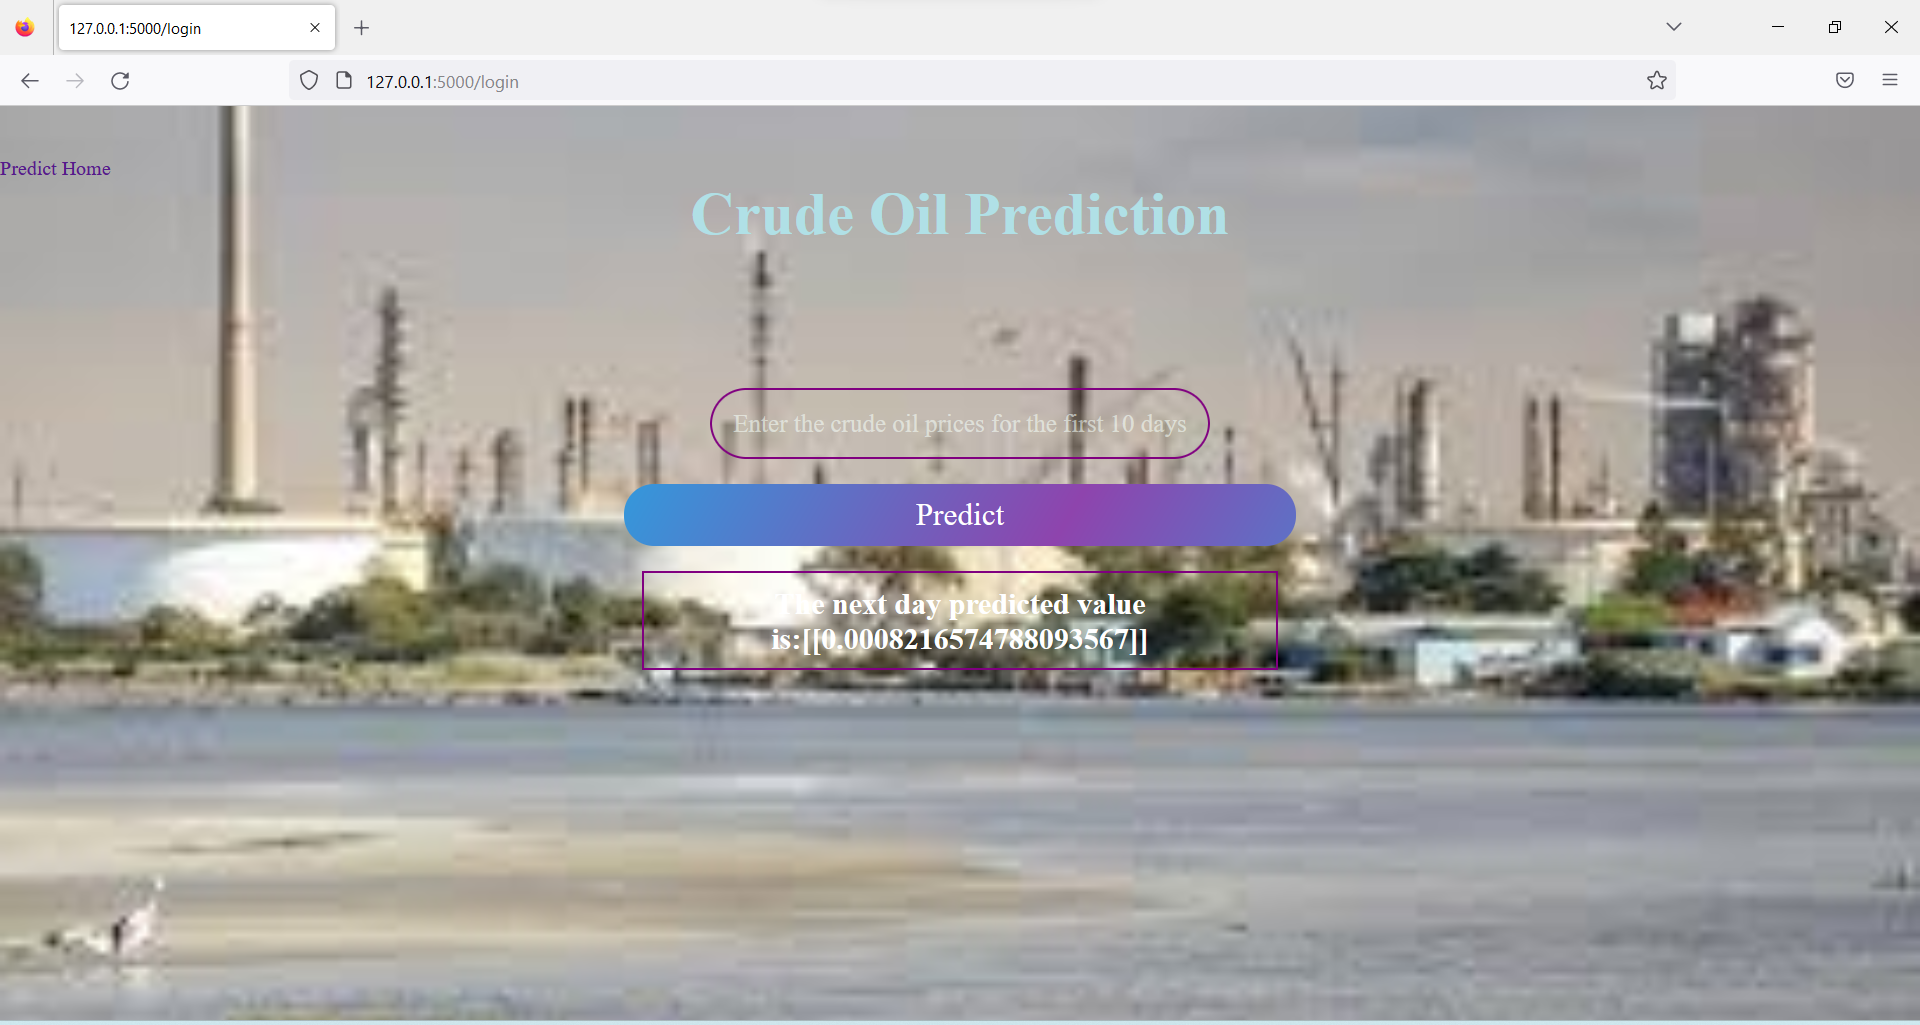 127.0.0.1:5000/login
127.0.0.1:5000/login
Predict Home
Crude Oil Prediction
Enter the crude oil prices for the first 10 days
Predict
The next day predicted value
is:[[0.0008216574788093567]]